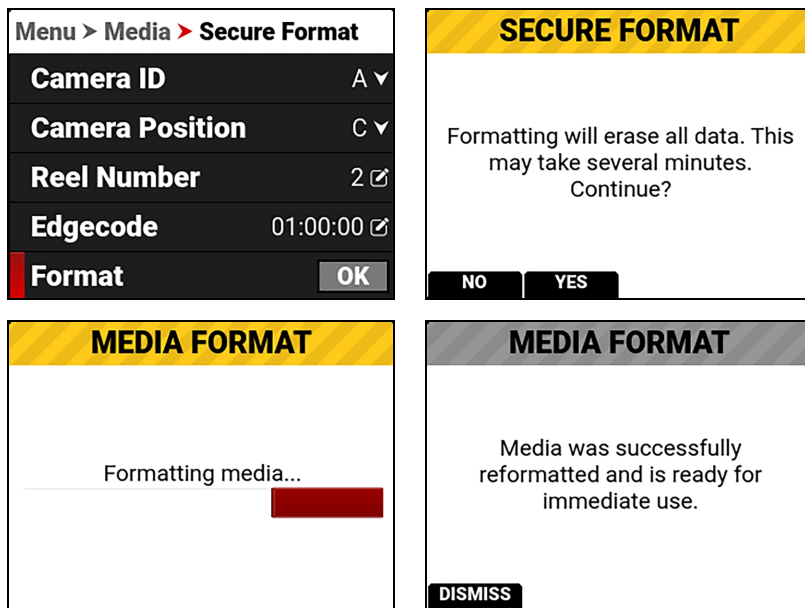 Menu > Media > Secure Format
Camera ID A
Camera Position C
Reel Number 2
Edgecode 01:00:00
Format OK
SECURE FORMAT
Formatting will erase all data. This
may take several minutes.
Continue?
NO YES
MEDIA FORMAT
Formatting media...
MEDIA FORMAT
Media was successfully
reformatted and is ready for
immediate use.
DISMISS